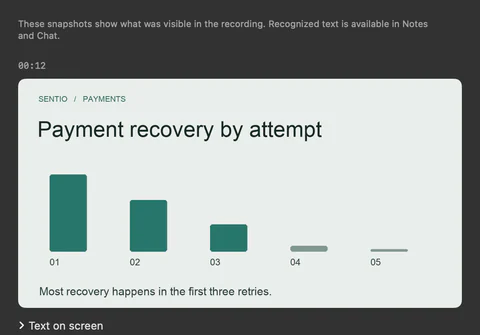 These snapshots show what was visible in the recording. Recognized text is available in Notes
and Chat.
00:12
SENTIO / PAYMENTS
Payment recovery by attempt
01 02 03 04 05
Most recovery happens in the first three retries.
Text on screen